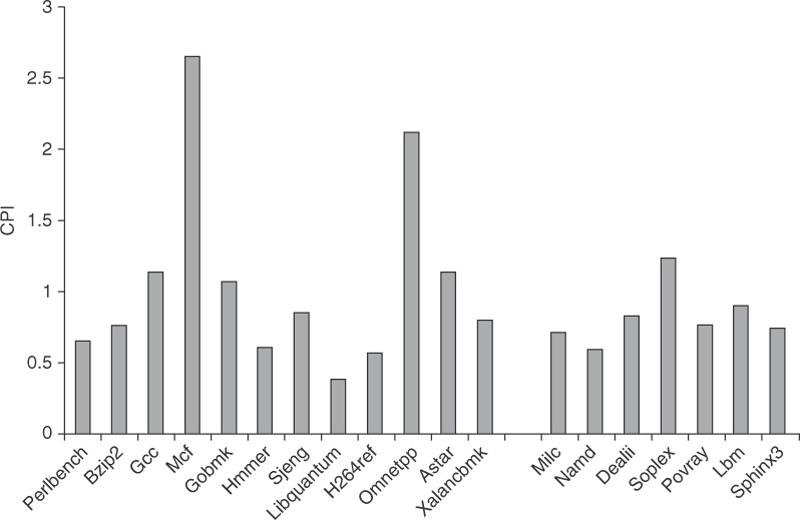 3
2.5
2
1.5
1
0.5
0
CPI
Perlbench
Bzip2
Gcc
Mcf
Gobmk
Hmmer
Sjeng
Libquantum
H264ref
Omnetpp
Astar
Xalancbmk
Milc
Namd
Dealii
Soplex
Povray
Lbm
Sphinx3